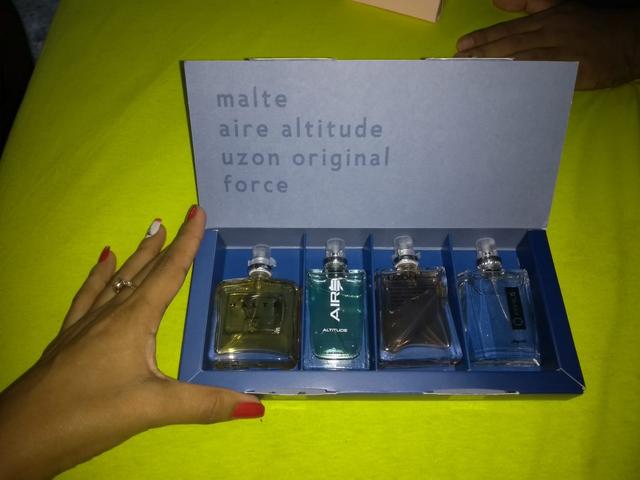 malte
aire altitude
uzon original
force
AIRE
ALTITUDE